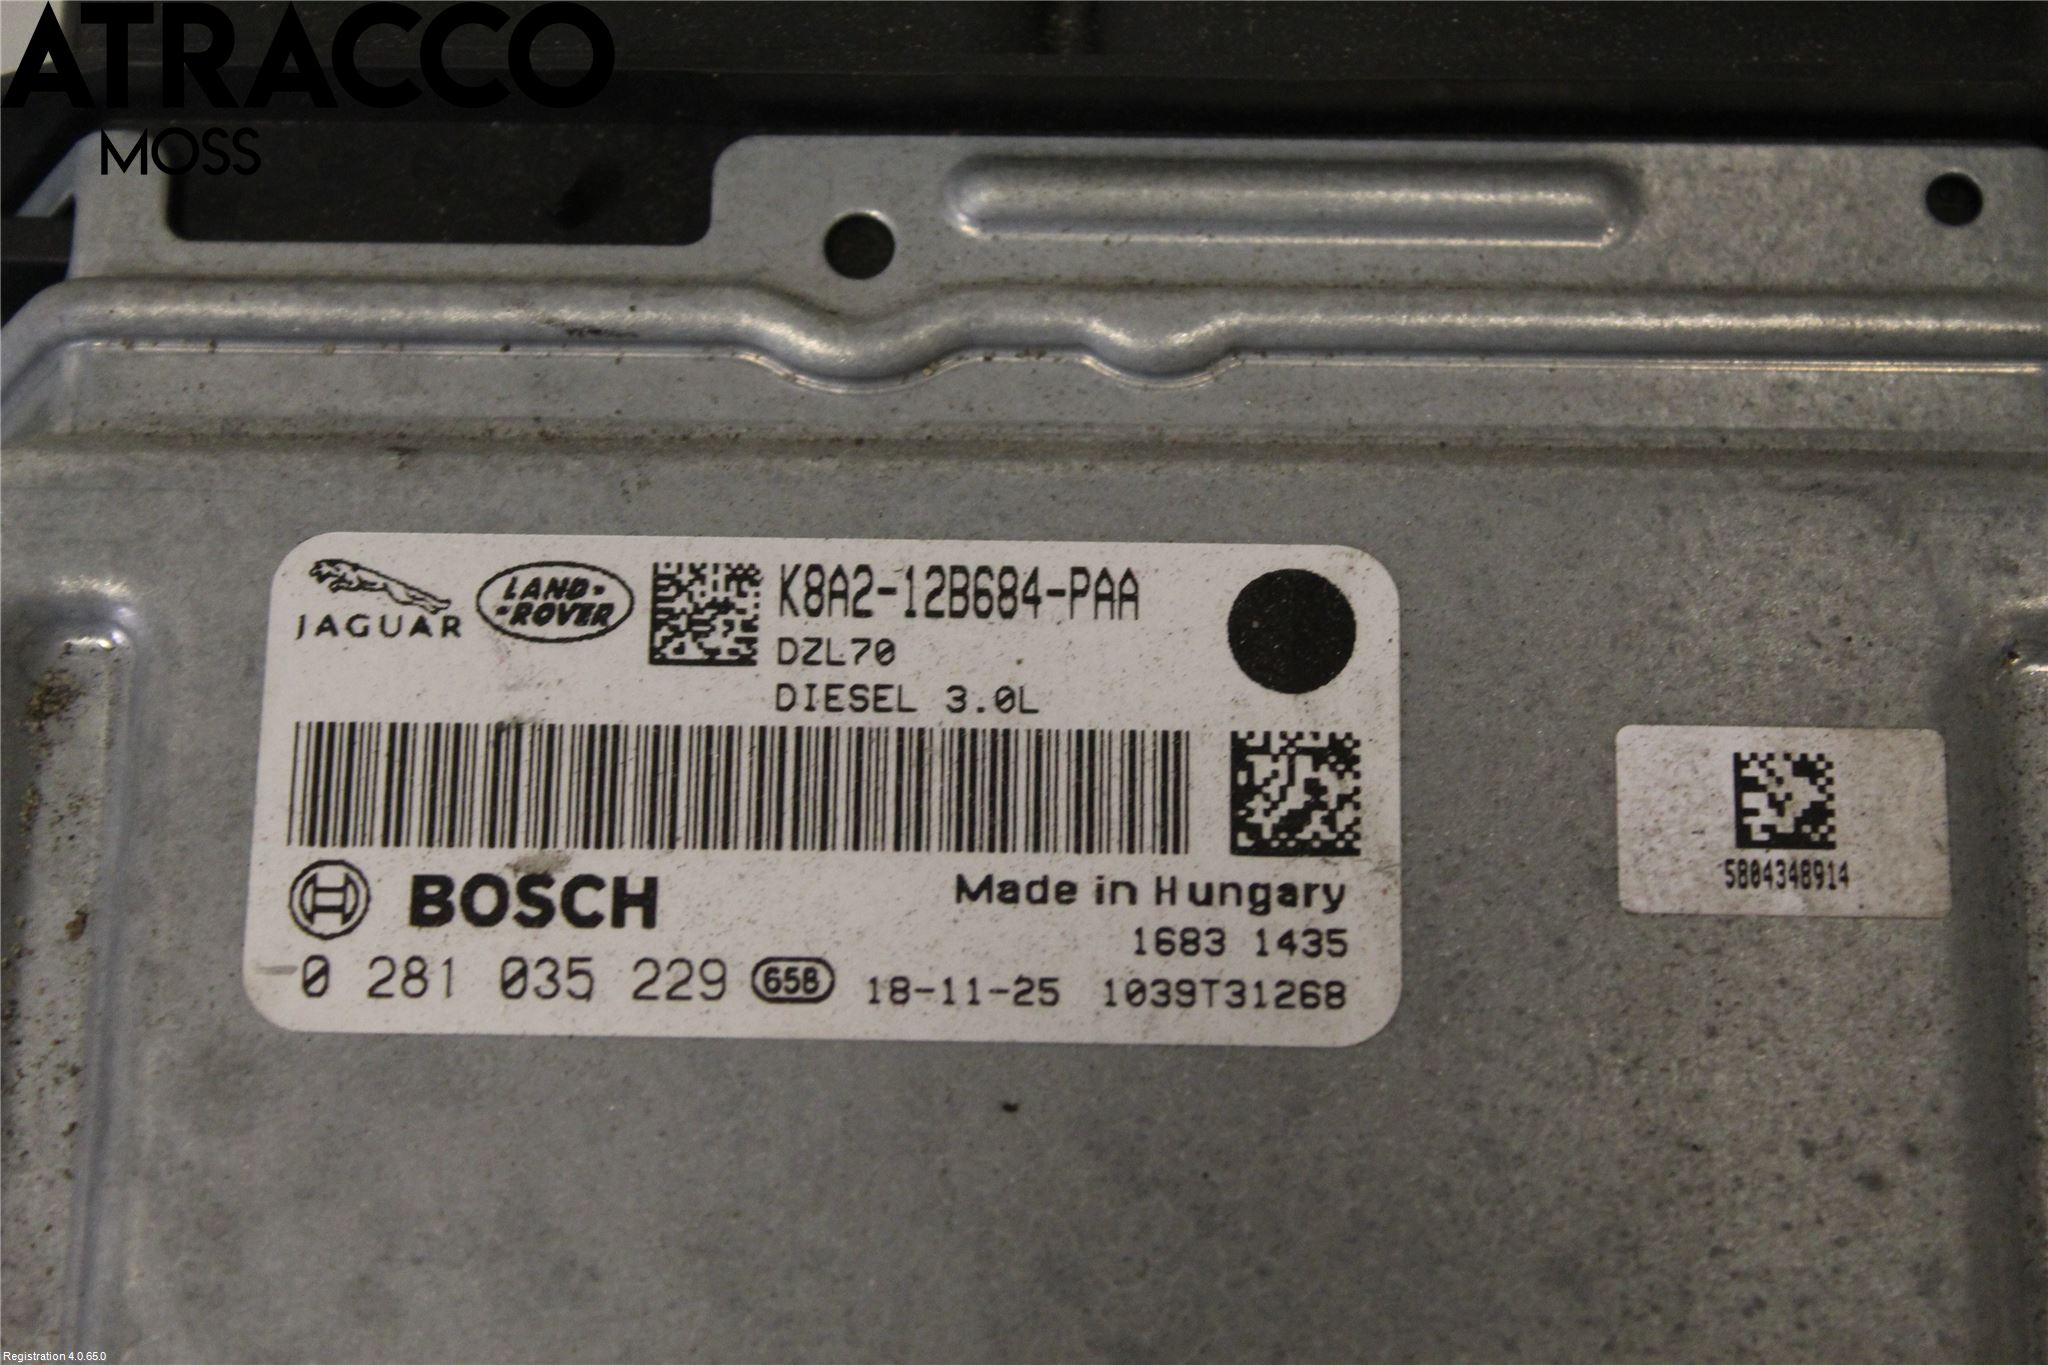 ATRACCO
MOSS
JAGUAR
LAND-
-ROVER
K8A2-12B684-PAA
DZL70
DIESEL 3.0L
BOSCH
Made in Hungary
1683 1435
0 281 035 229 658 18-11-25 1039T31268
5804348914
Registration 4.0.65.0